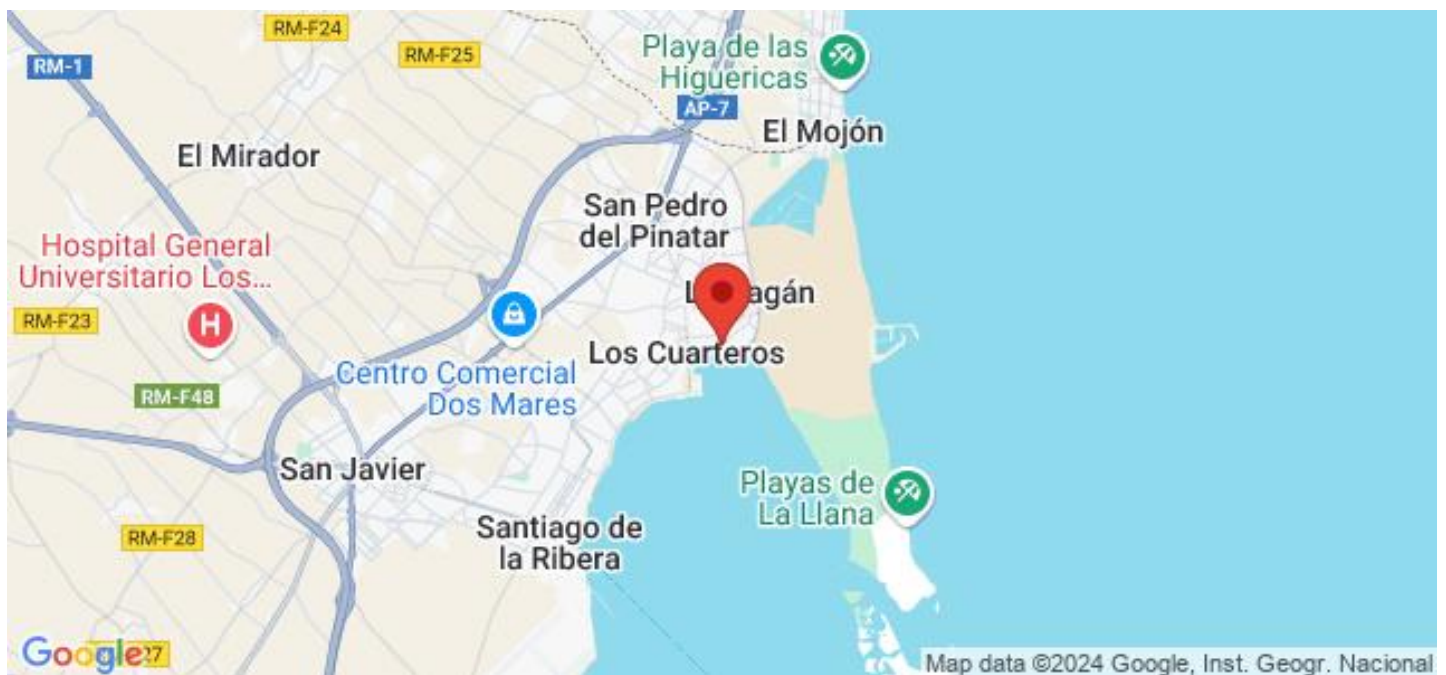 RM-F24
RM-1
RM-F25
Playa de las
Higuericas
AP-7
El Mojón
El Mirador
San Pedro
del Pinatar
Hospital General
Universitario Los...
H
RM-F23
Los Cuarteros
Centro Comercial
Dos Mares
RM-F48
San Javier
Playas de
La Llana
Santiago de
la Ribera
RM-F28
Google
Map data ©2024 Google, Inst. Geogr. Nacional